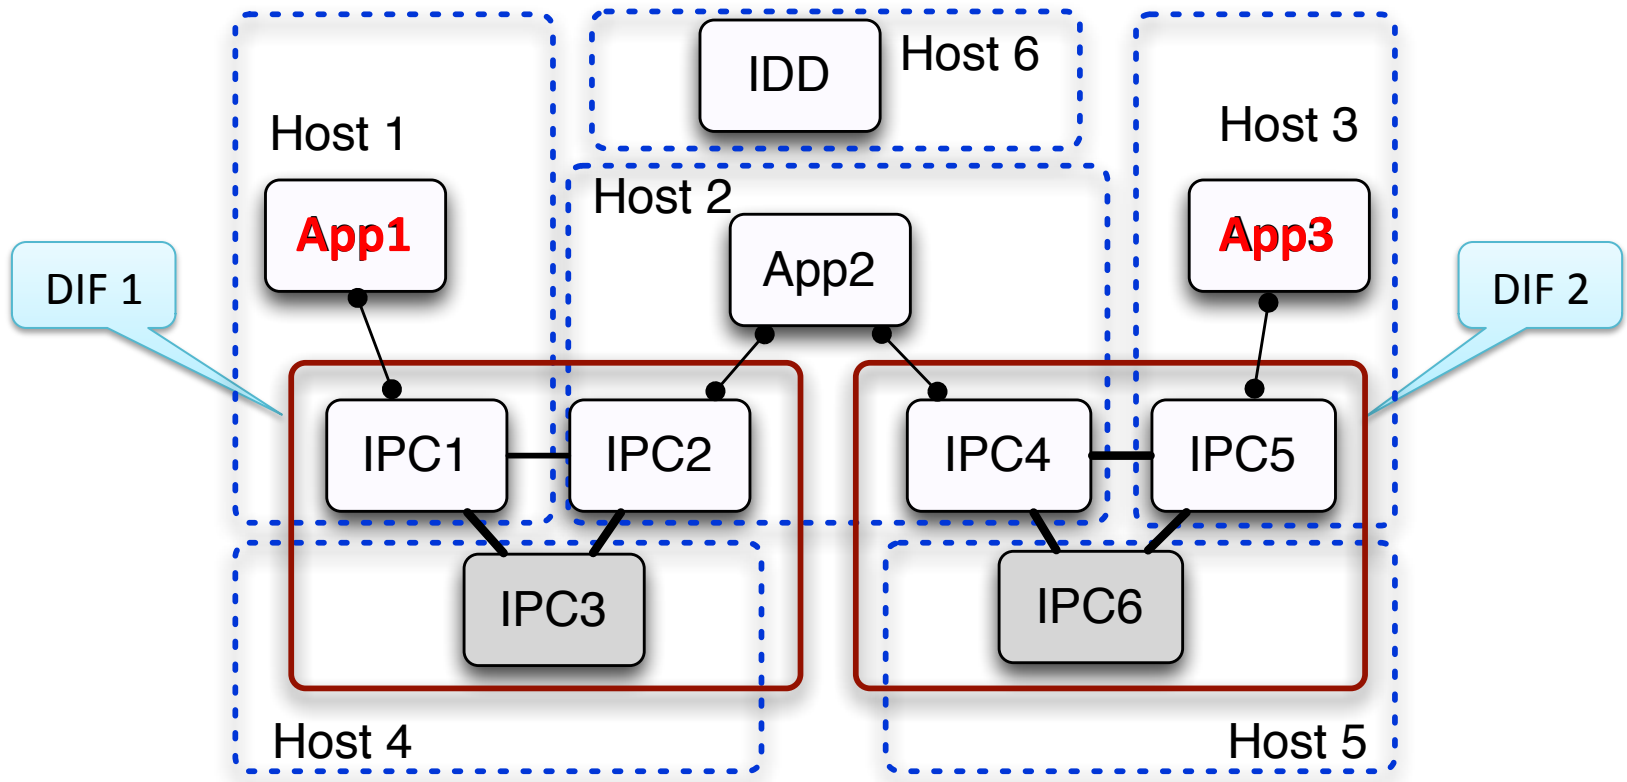 IDD
Host 6
Host 1
Host 3
Host 2
App1
App3
App2
DIF 1
DIF 2
IPC1
IPC2
IPC4
IPC5
IPC3
IPC6
Host 4
Host 5